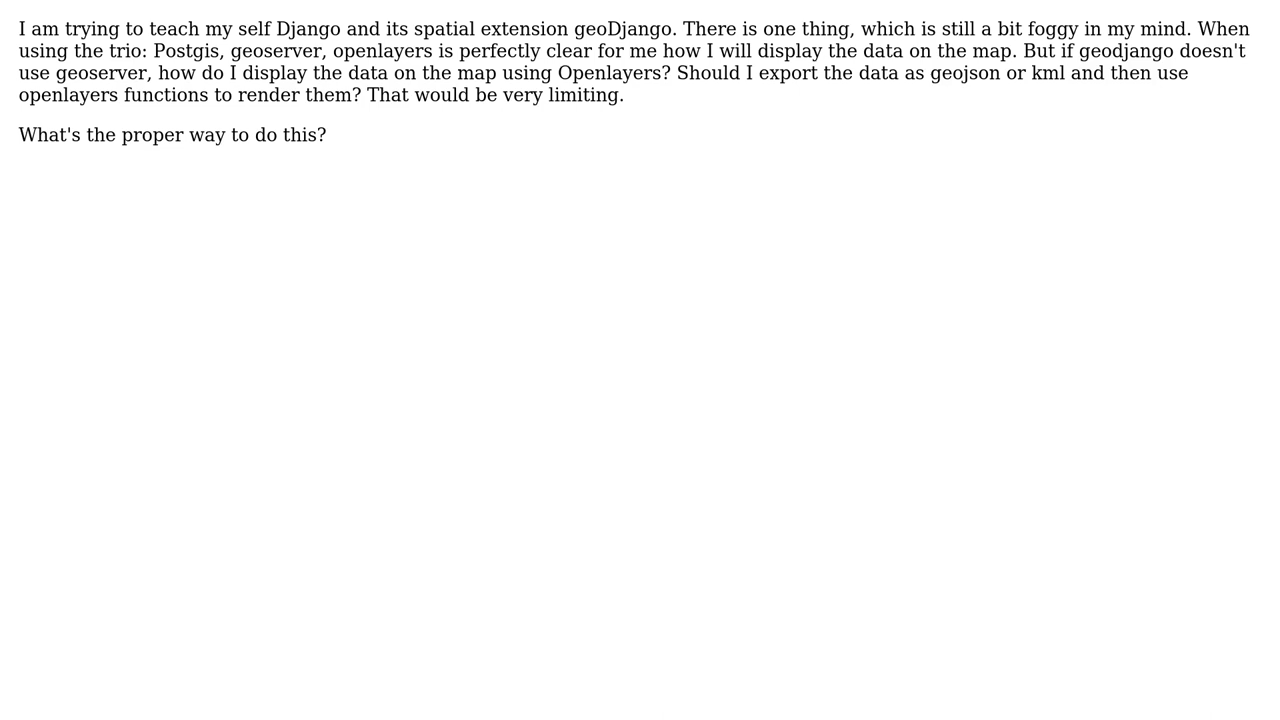 I am trying to teach my self Django and its spatial extension geoDjango. There is one thing, which is still a bit foggy in my mind. When
using the trio: Postgis, geoserver, openlayers is perfectly clear for me how I will display the data on the map. But if geodjango doesn't
use geoserver, how do I display the data on the map using Openlayers? Should I export the data as geojson or kml and then use
openlayers functions to render them? That would be very limiting.
What's the proper way to do this?